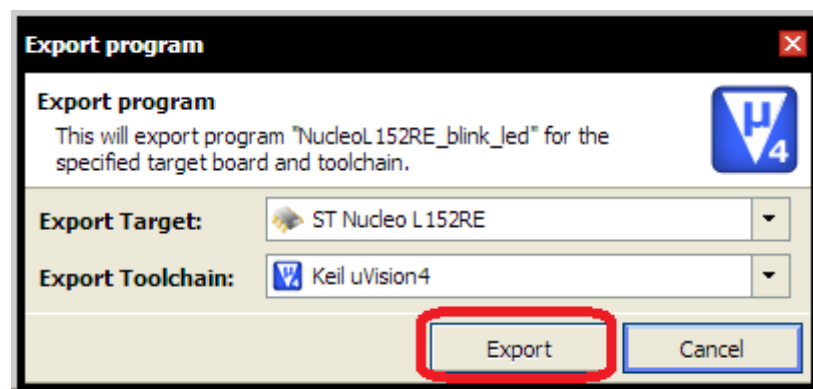 Export program
Export program
This will export program "NucleoL152RE_blink_led" for the
specified target board and toolchain.
µ
4
Export Target: ST Nucleo L152RE
Export Toolchain: Keil uVision4
Export Cancel